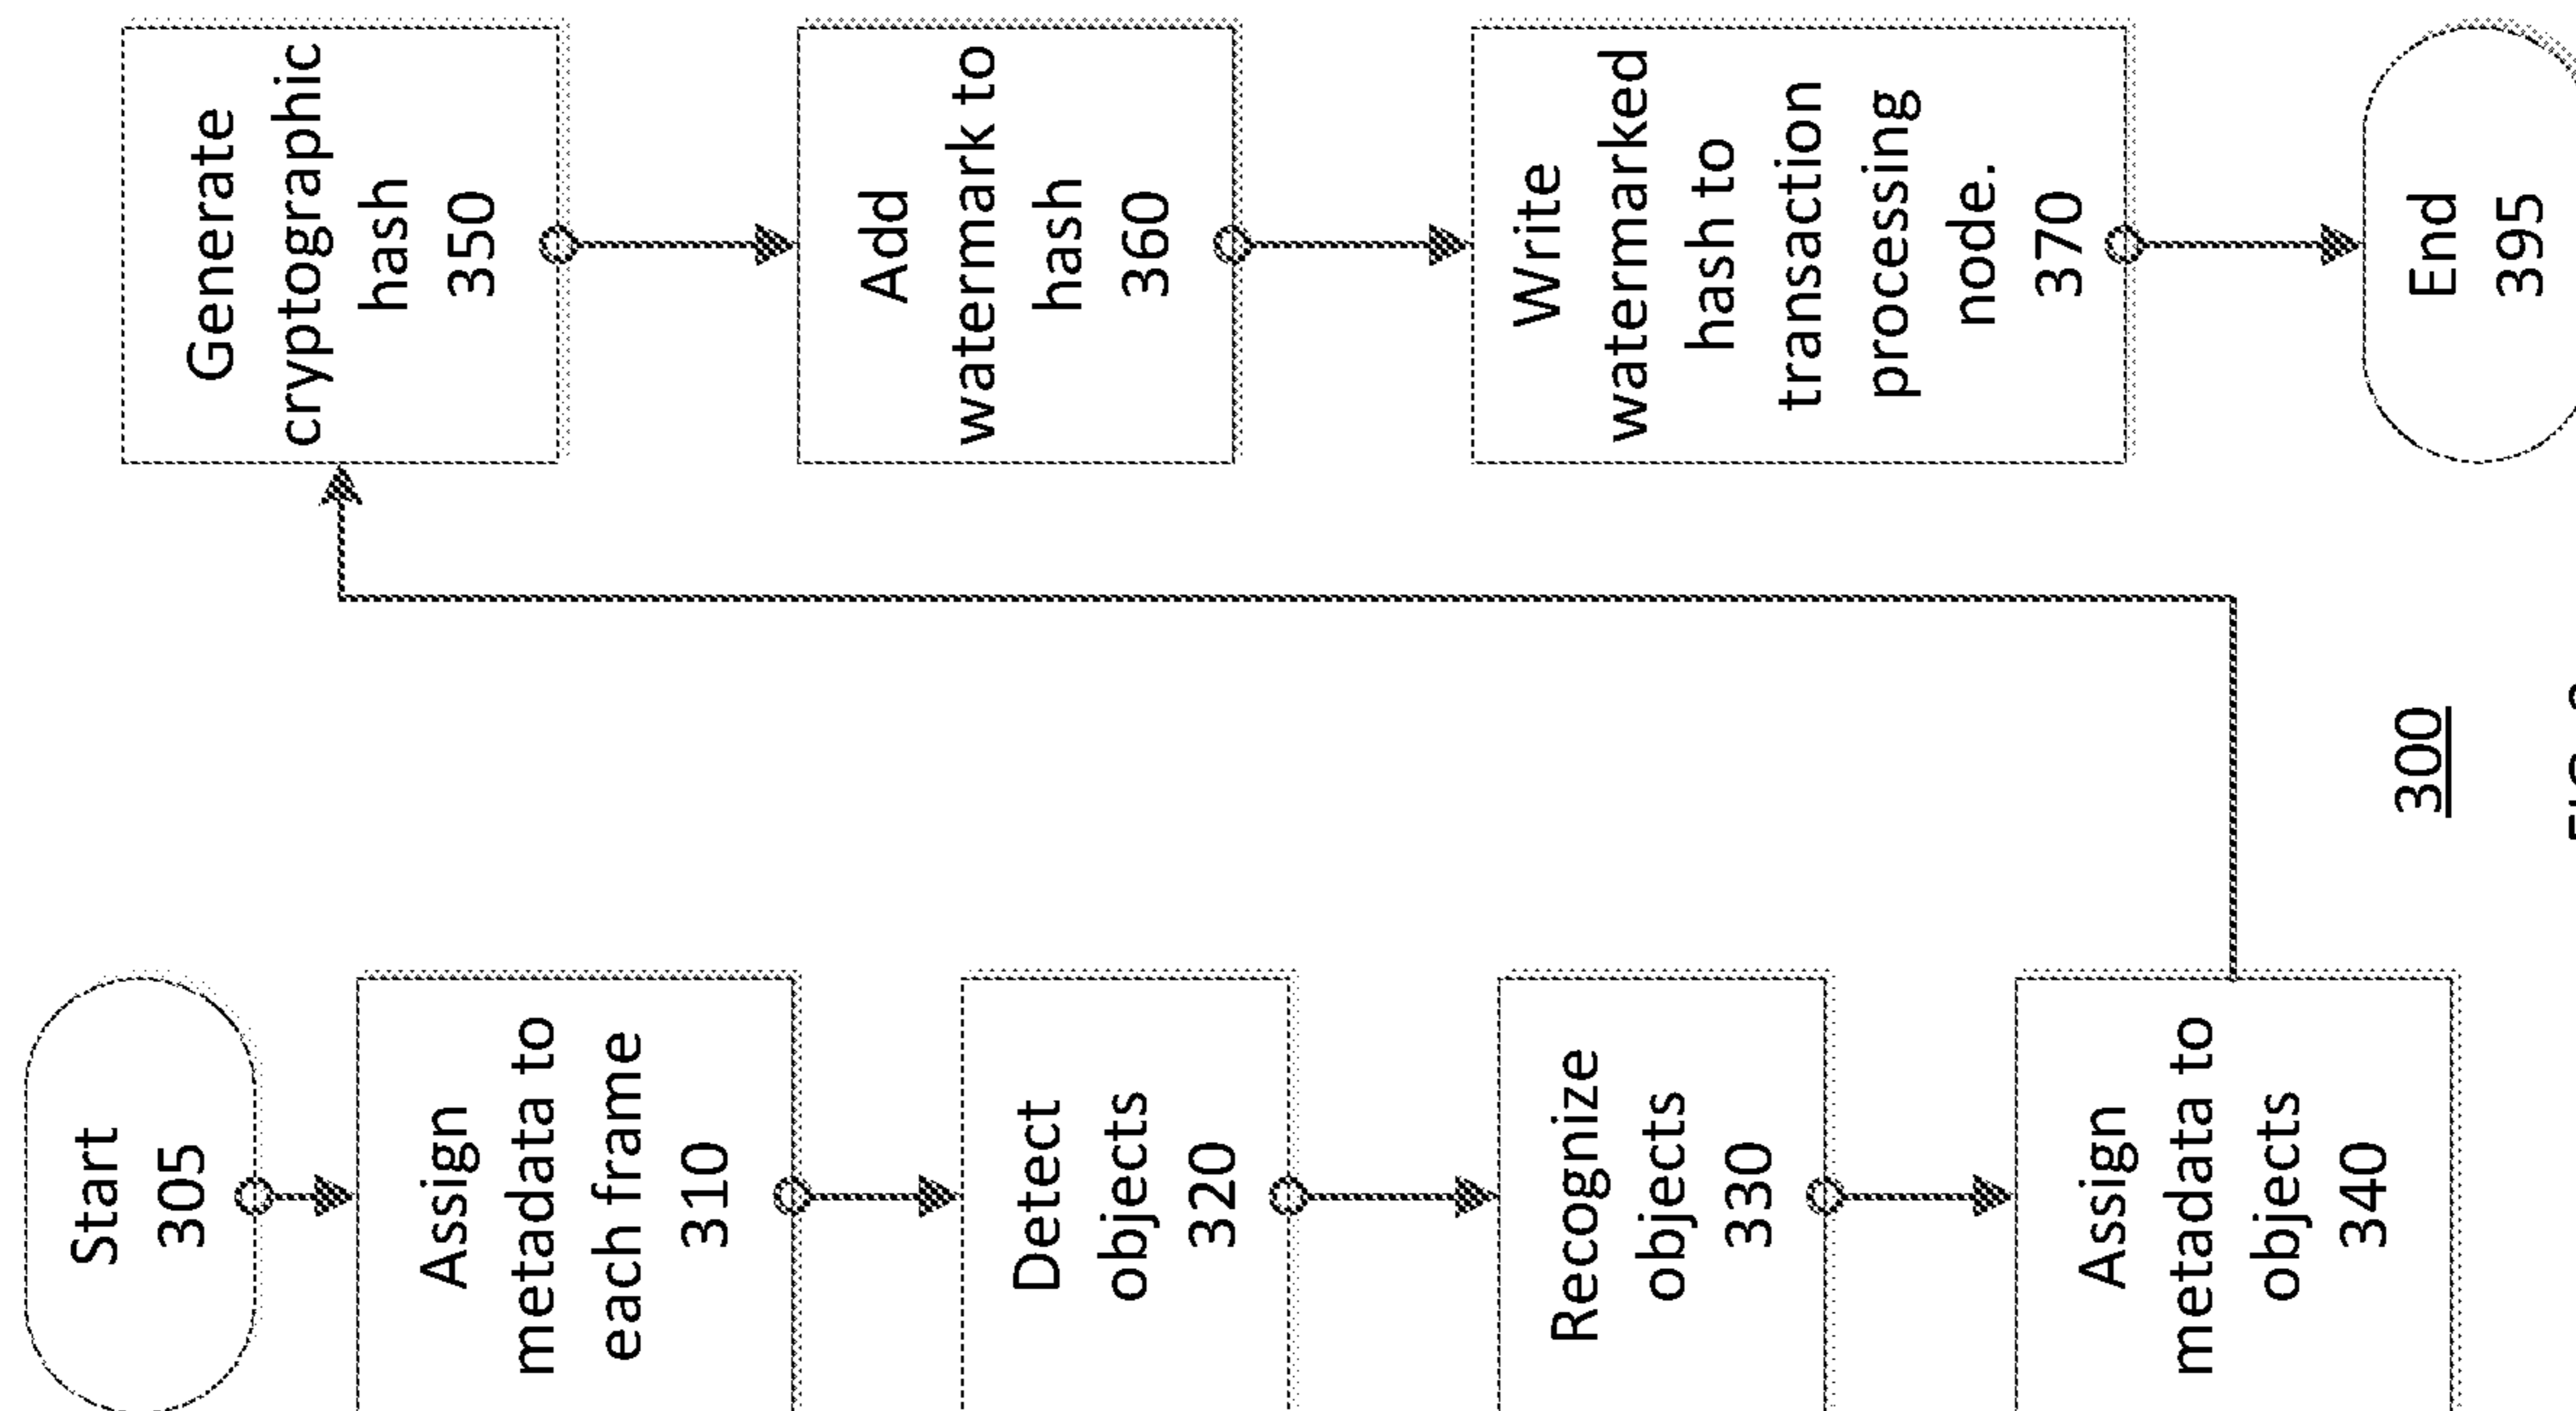 Start
305
Assign
metadata to
each frame
310
Detect
objects
320
Recognize
objects
330
Assign
metadata to
objects
340
Generate
cryptographic
hash
350
Add
watermark to
hash
360
Write
watermarked
hash to
transaction
processing
node.
370
End
395
300